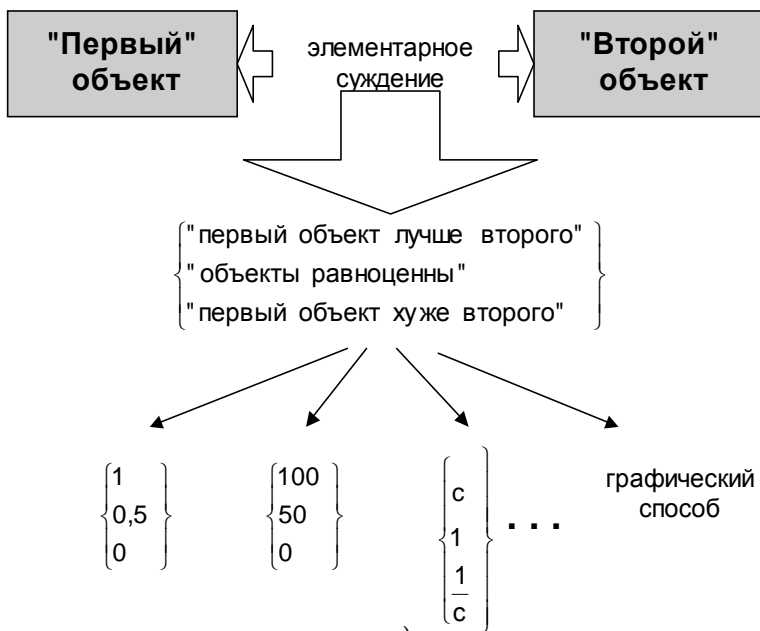 "Первый"
объект
элементарное
суждение
"Второй"
объект
"первый объект лучше второго"
"объекты равноценны"
"первый объект хуже второго"
1
0,5
0
100
50
0
c
1
1
c
. . .
графический
способ